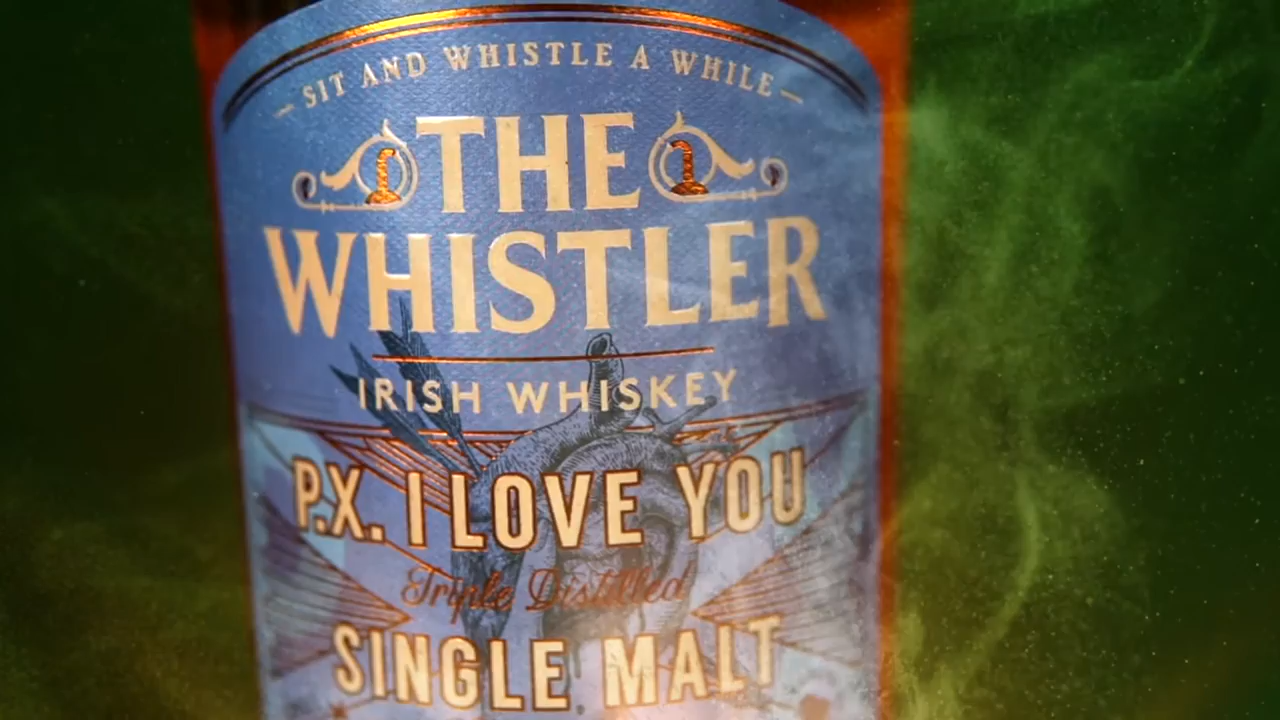 SIT AND WHISTLE A WHILE
THE
WHISTLER
IRISH WHISKEY
P.X. I LOVE YOU
Triple Distilled
SINGLE MALT